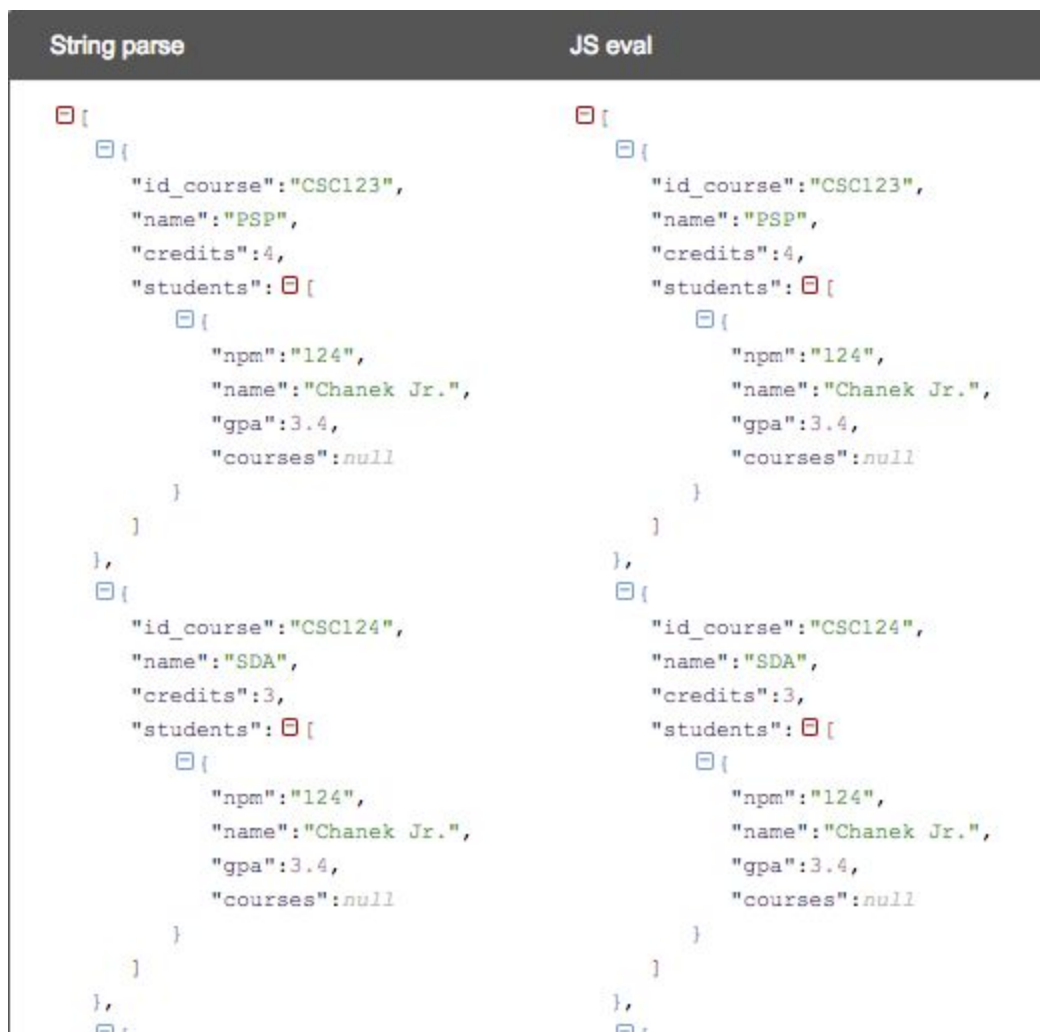 String parse
[
{
"id_course":"CSC123",
"name":"PSP",
"credits":4,
"students": [
{
"npm":"124",
"name":"Chanek Jr.",
"gpa":3.4,
"courses":null
}
]
},
{
"id_course":"CSC124",
"name":"SDA",
"credits":3,
"students": [
{
"npm":"124",
"name":"Chanek Jr.",
"gpa":3.4,
"courses":null
}
]
},
{
JS eval
[
{
"id_course":"CSC123",
"name":"PSP",
"credits":4,
"students": [
{
"npm":"124",
"name":"Chanek Jr.",
"gpa":3.4,
"courses":null
}
]
},
{
"id_course":"CSC124",
"name":"SDA",
"credits":3,
"students": [
{
"npm":"124",
"name":"Chanek Jr.",
"gpa":3.4,
"courses":null
}
]
},
{